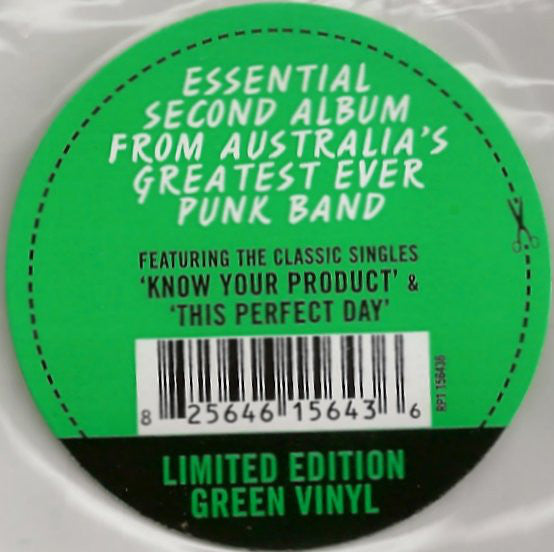 ESSENTIAL
SECOND ALBUM
FROM AUSTRALIA'S
GREATEST EVER
PUNK BAND
FEATURING THE CLASSIC SINGLES
'KNOW YOUR PRODUCT' &
'THIS PERFECT DAY'
8 25646 15643 6
RP1 156436
LIMITED EDITION
GREEN VINYL